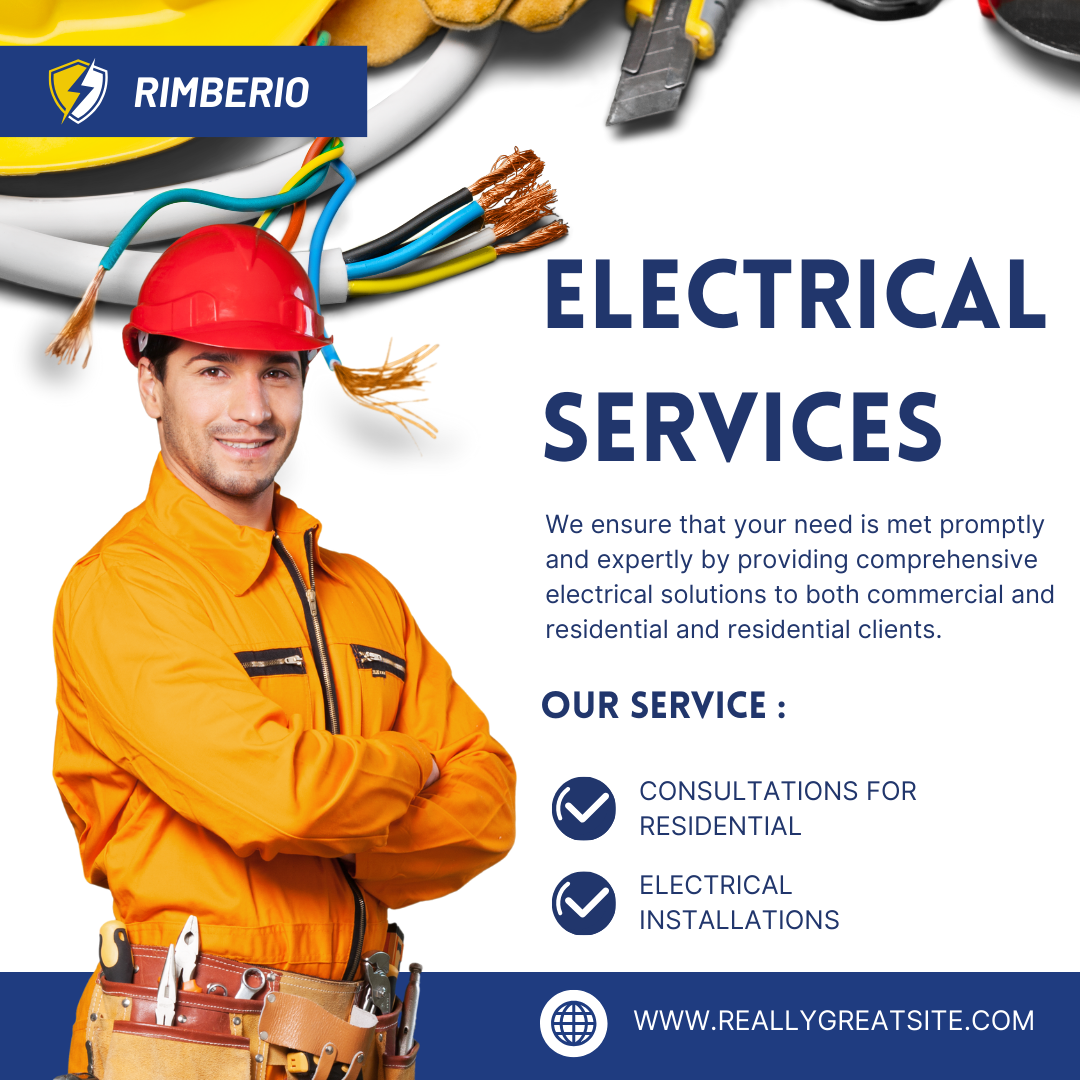 RIMBERIO
ELECTRICAL
SERVICES
We ensure that your need is met promptly
and expertly by providing comprehensive
electrical solutions to both commercial and
residential and residential clients.
OUR SERVICE :
CONSULTATIONS FOR
RESIDENTIAL
ELECTRICAL
INSTALLATIONS
WWW.REALLYGREATSITE.COM